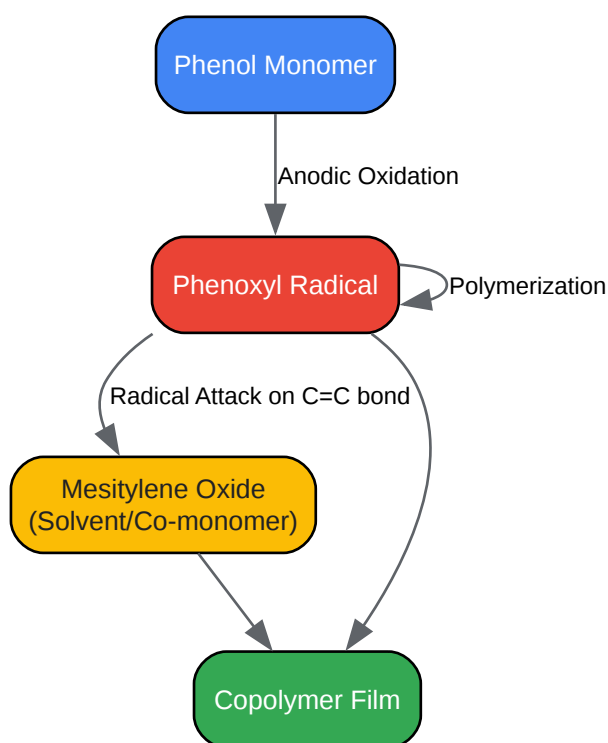 Phenol Monomer
Anodic Oxidation
Phenoxyl Radical
Polymerization
Radical Attack on C=C bond
Mesitylene Oxide
(Solvent/Co-monomer)
Copolymer Film